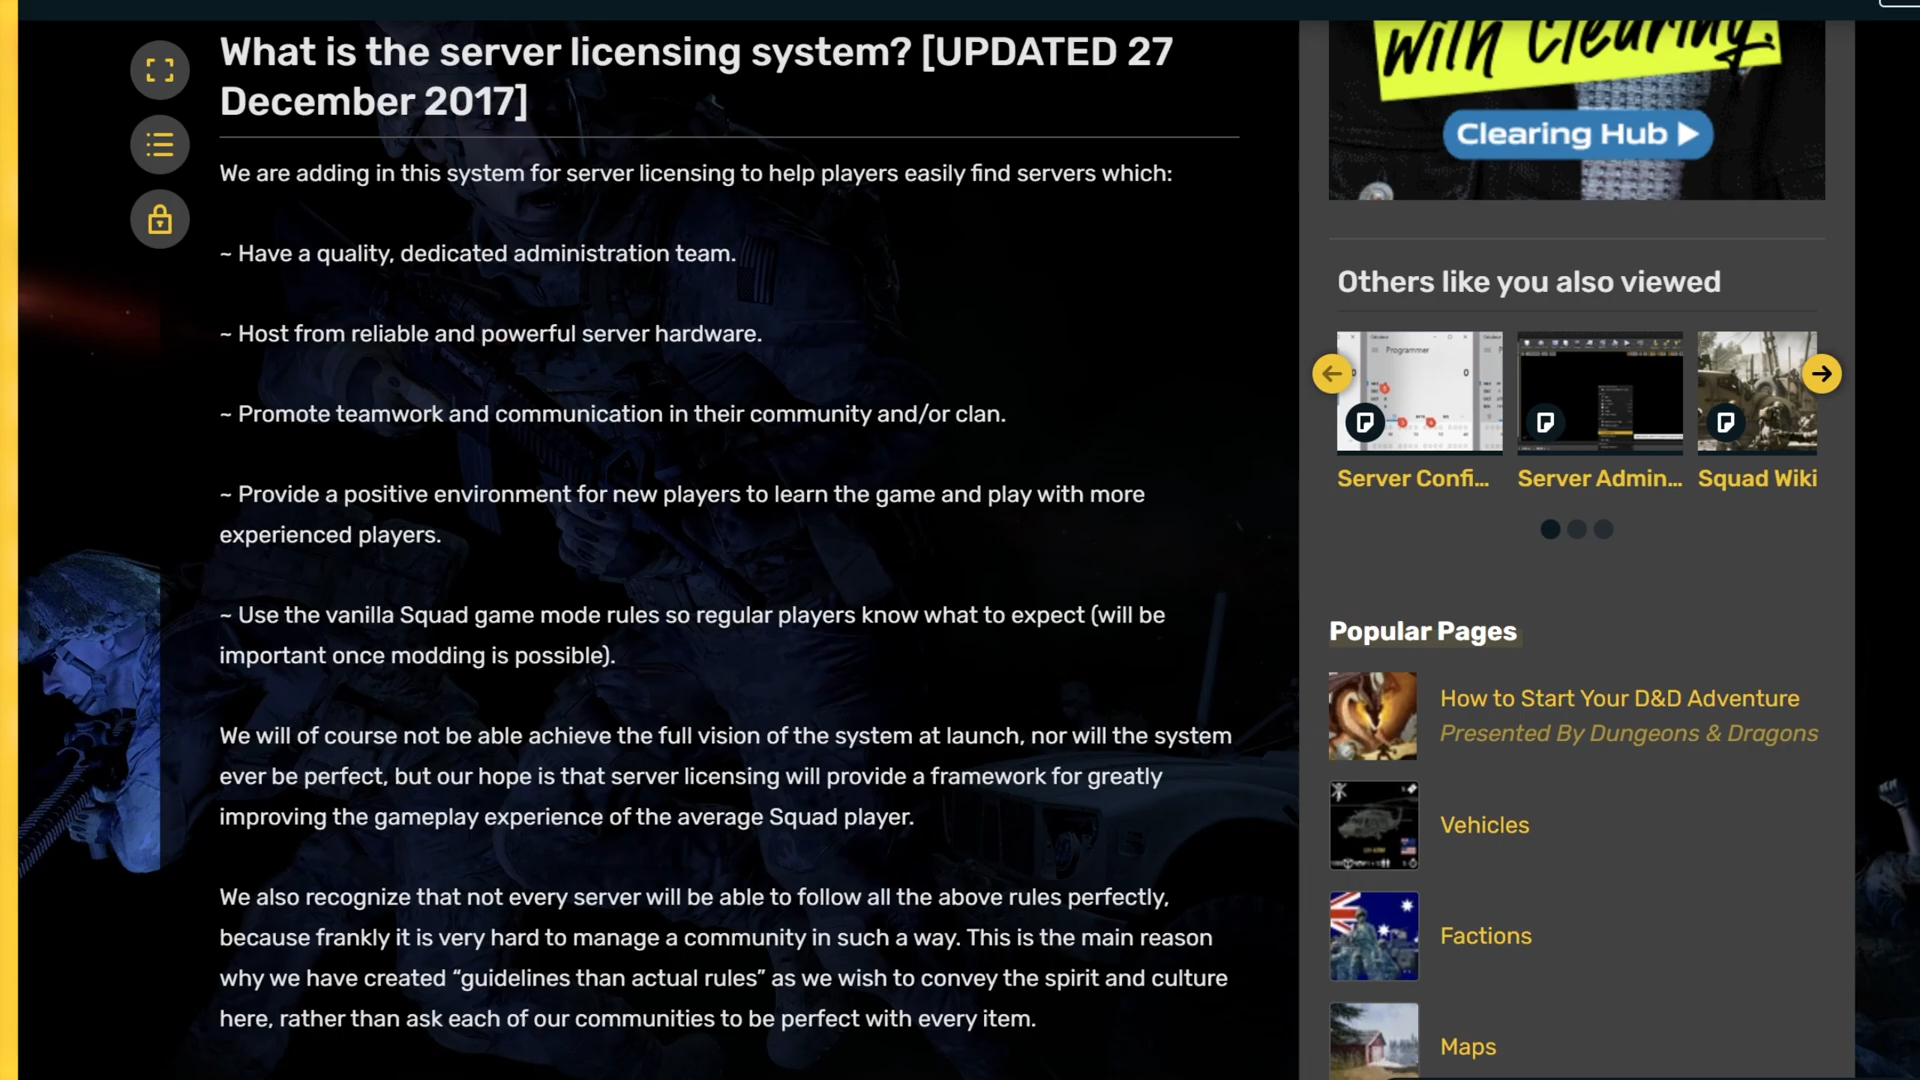 What is the server licensing system? [UPDATED 27
December 2017]
We are adding in this system for server licensing to help players easily find servers which:
~ Have a quality, dedicated administration team.
~ Host from reliable and powerful server hardware.
~ Promote teamwork and communication in their community and/or clan.
~ Provide a positive environment for new players to learn the game and play with more
experienced players.
~ Use the vanilla Squad game mode rules so regular players know what to expect (will be
important once modding is possible).
We will of course not be able achieve the full vision of the system at launch, nor will the system
ever be perfect, but our hope is that server licensing will provide a framework for greatly
improving the gameplay experience of the average Squad player.
We also recognize that not every server will be able to follow all the above rules perfectly,
because frankly it is very hard to manage a community in such a way. This is the main reason
why we have created “guidelines than actual rules” as we wish to convey the spirit and culture
here, rather than ask each of our communities to be perfect with every item.
with Clearing.
Clearing Hub
Others like you also viewed
Programmer
Server Confi...
Server Admin...
Squad Wiki
Popular Pages
How to Start Your D&D Adventure
Presented By Dungeons & Dragons
Vehicles
Factions
Maps